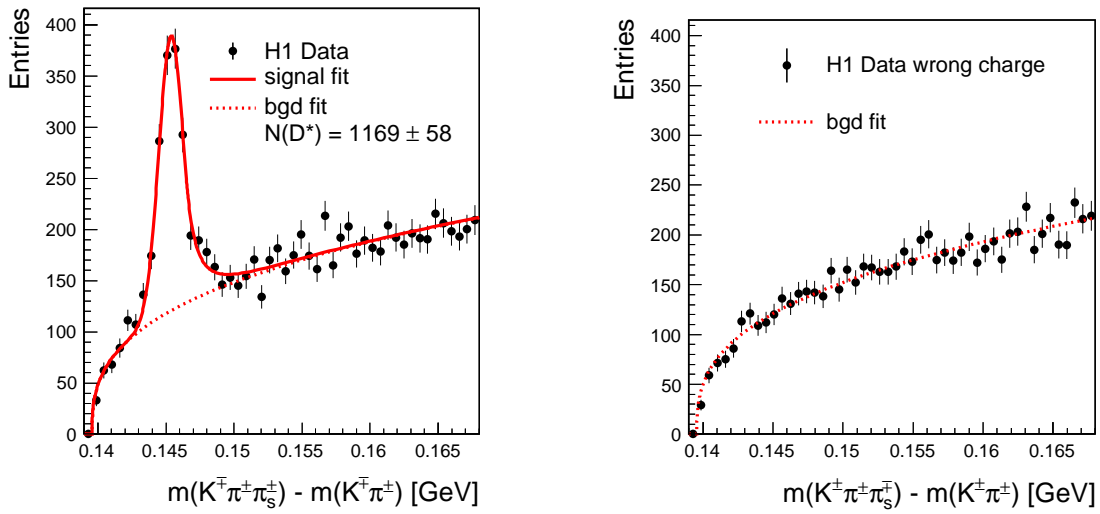 Entries
400
350
300
250
200
150
100
50
0
H1 Data
signal fit
bgd fit
N(D*) = 1169 ± 58
0.14 0.145 0.15 0.155 0.16 0.165
m(K∓π±πs±) - m(K∓π±) [GeV]
Entries
400
350
300
250
200
150
100
50
0
H1 Data wrong charge
bgd fit
0.14 0.145 0.15 0.155 0.16 0.165
m(K±π±πs∓) - m(K±π±) [GeV]